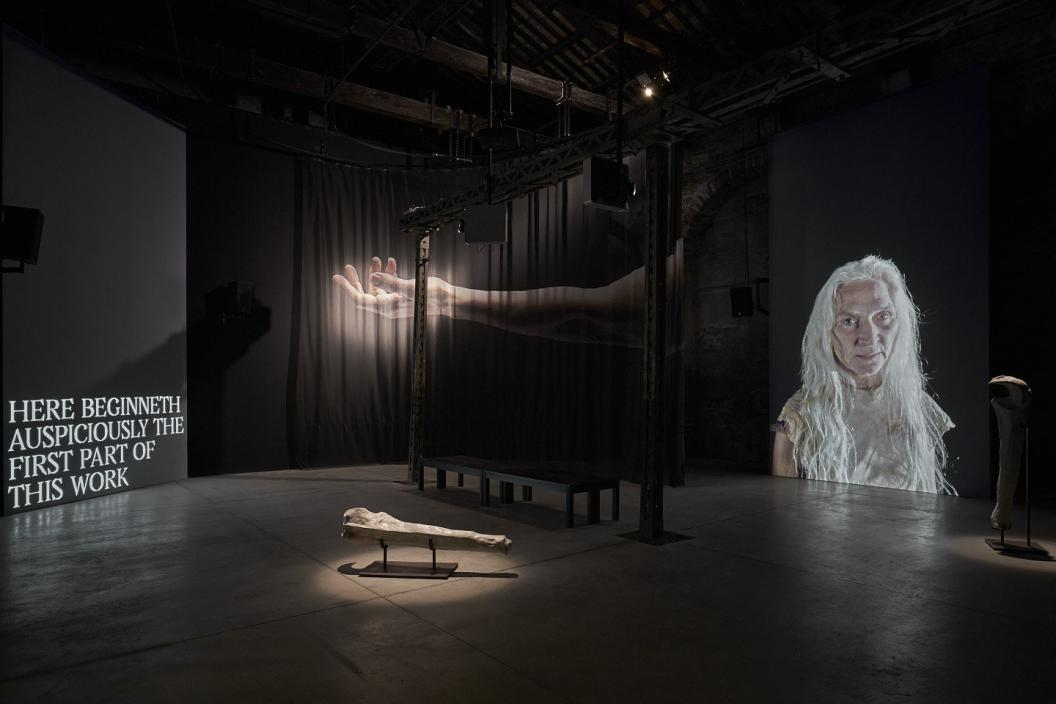 HERE BEGINNETH
AUSPICIOUSLY THE
FIRST PART OF
THIS WORK